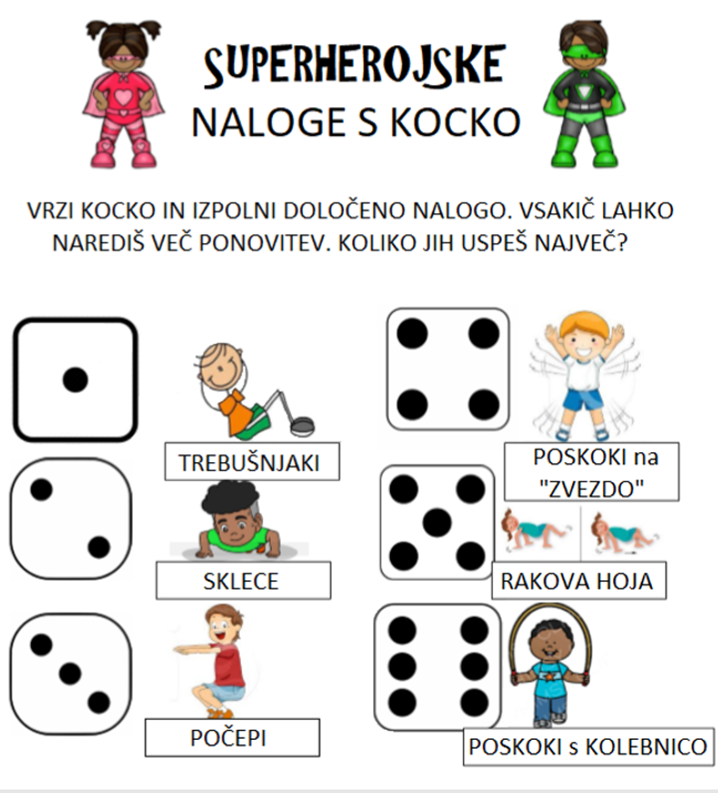 SUPERHEROJSKE
NALOGE S KOCKO
VRZI KOCKO IN IZPOLNI DOLOČENO NALOGO. VSAKIČ LAHKO
NAREDIŠ VEČ PONOVITEV. KOLIKO JIH USPEŠ NAJVEČ?
TREBUŠNJAKI
SKLECE
POČEPI
POSKOKI na
"ZVEZDO"
RAKOVA HOJA
POSKOKI s KOLEBNICO